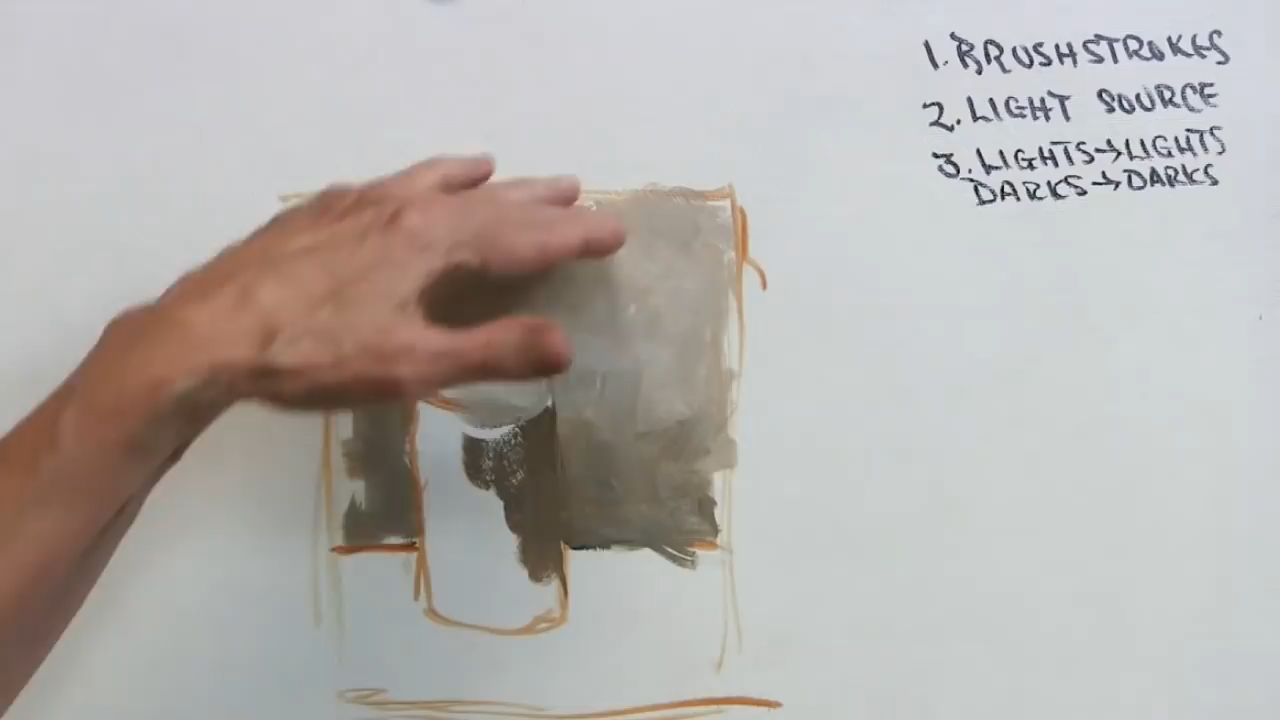 1. BRUSHSTROKES
2. LIGHT SOURCE
3. LIGHTS→LIGHTS
DARKS→DARKS